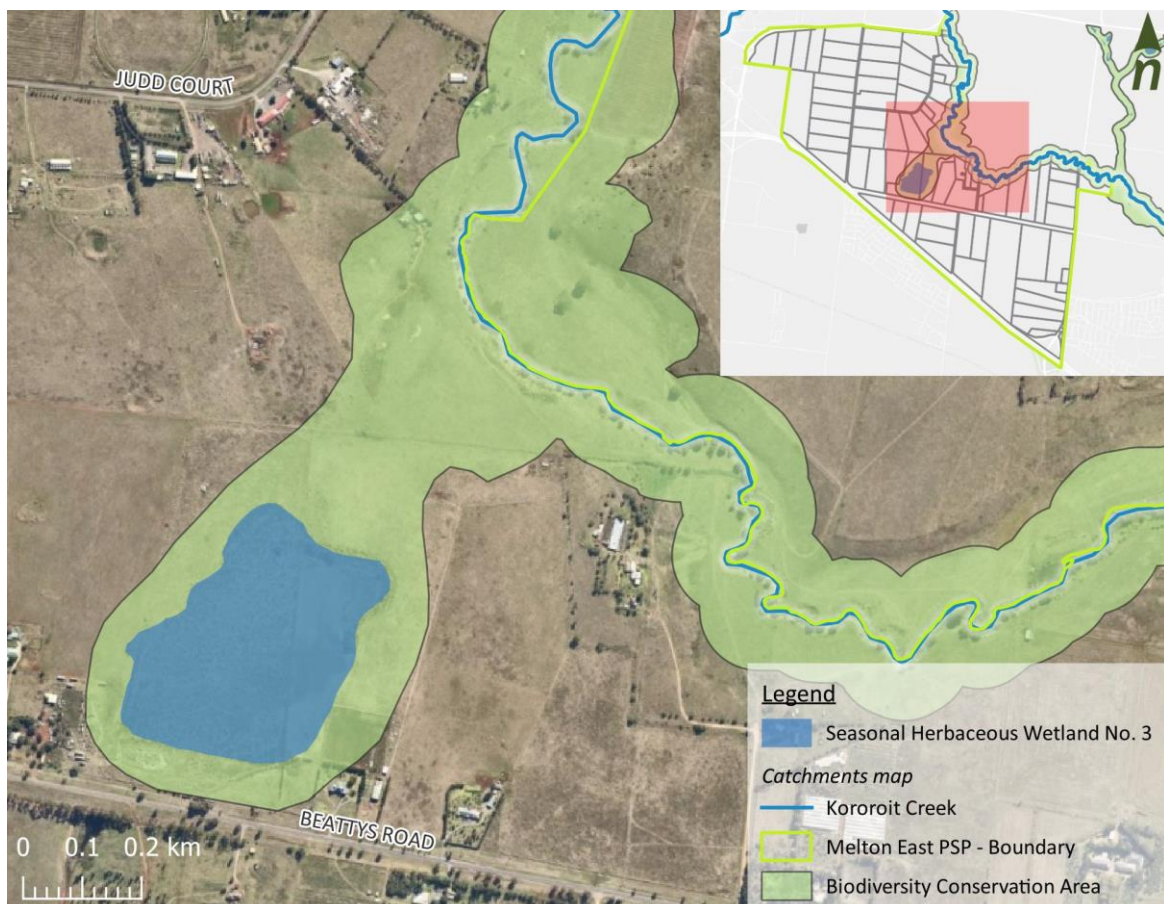 JUDD COURT
n
BEATTYS ROAD
0 0.1 0.2 km
Legend
Seasonal Herbaceous Wetland No. 3
Catchments map
Kororoit Creek
Melton East PSP - Boundary
Biodiversity Conservation Area